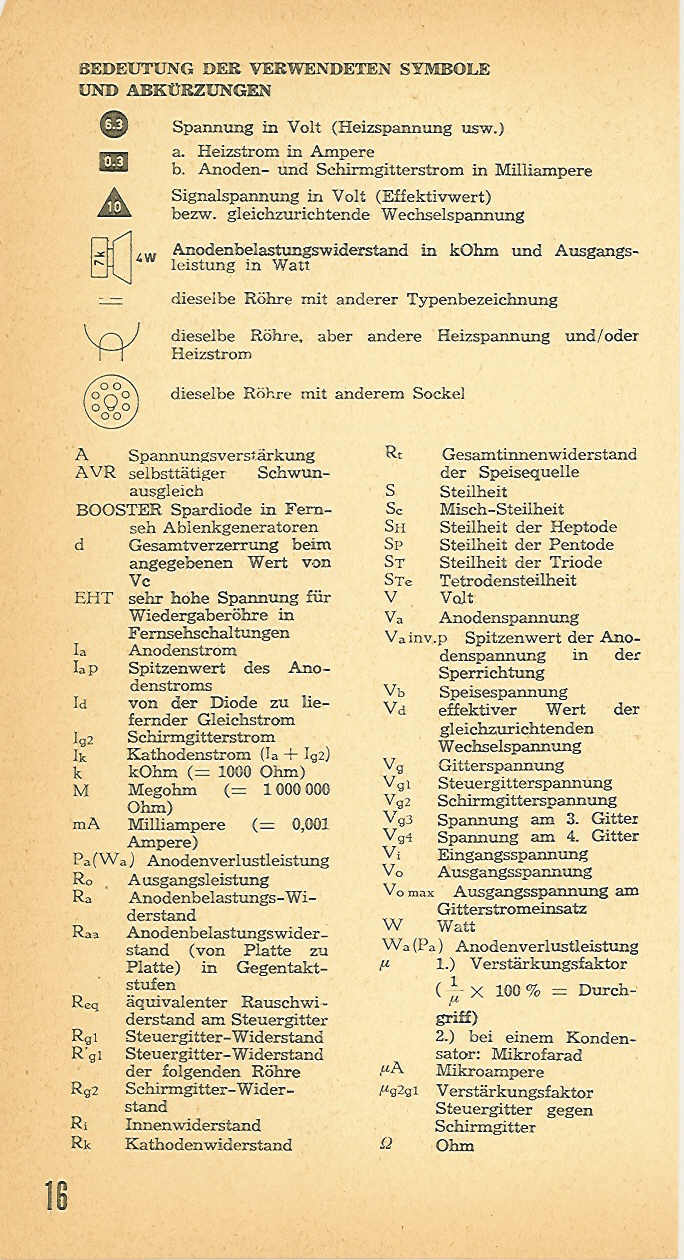 BEDEUTUNG DER VERWENDETEN SYMBOLE
UND ABKÜRZUNGEN
6.3 Spannung in Volt (Heizspannung usw.)
0.3 a. Heizstrom in Ampere
b. Anoden- und Schirmgitterstrom in Milliampere
10 Signalspannung in Volt (Effektivwert)
bezw. gleichzurichtende Wechselspannung
7k 4W Anodenbelastungswiderstand in kOhm und Ausgangs-
leistung in Watt
dieselbe Röhre mit anderer Typenbezeichnung
dieselbe Röhre, aber andere Heizspannung und/oder
Heizstrom
dieselbe Röhre mit anderem Sockel
A Spannungsverstärkung
AVR selbsttätiger Schwun-
ausgleich
BOOSTER Spardiode in Fern-
seh Ablenkgeneratoren
d Gesamtverzerrung beim
angegebenen Wert von
Vc
EHT sehr hohe Spannung für
Wiedergaberöhre in
Fernsehschaltungen
Ia Anodenstrom
Iap Spitzenwert des Ano-
denstroms
Id von der Diode zu lie-
fernder Gleichstrom
Ig2 Schirmgitterstrom
Ik Kathodenstrom (Ia + Ig2)
k kOhm (= 1000 Ohm)
M Megohm (= 1 000 000
Ohm)
mA Milliampere (= 0,001
Ampere)
Pa(Wa) Anodenverlustleistung
Ro Ausgangsleistung
Ra Anodenbelastungs-Wi-
derstand
Raa Anodenbelastungswider-
stand (von Platte zu
Platte) in Gegentakt-
stufen
Req äquivalenter Rauschwi-
derstand am Steuergitter
Rg1 Steuergitter-Widerstand
R'g1 Steuergitter-Widerstand
der folgenden Röhre
Rg2 Schirmgitter-Wider-
stand
Ri Innenwiderstand
Rk Kathodenwiderstand
Rt Gesamtinnenwiderstand
der Speisequelle
S Steilheit
Sc Misch-Steilheit
SH Steilheit der Heptode
SP Steilheit der Pentode
ST Steilheit der Triode
STe Tetrodensteilheit
V Volt
Va Anodenspannung
Va inv.p Spitzenwert der Ano-
denspannung in der
Sperrichtung
Vb Speisespannung
Vd effektiver Wert der
gleichzurichtenden
Wechselspannung
Vg Gitterspannung
Vg1 Steuergitterspannung
Vg2 Schirmgitterspannung
Vg3 Spannung am 3. Gitter
Vg4 Spannung am 4. Gitter
Vi Eingangsspannung
Vo Ausgangsspannung
Vo max Ausgangsspannung am
Gitterstromeinsatz
W Watt
Wa(Pa) Anodenverlustleistung
μ 1.) Verstärkungsfaktor
(1/μ × 100 % = Durch-
griff)
2.) bei einem Konden-
sator: Mikrofarad
μA Mikroampere
μg2g1 Verstärkungsfaktor
Steuergitter gegen
Schirmgitter
Ω Ohm
16